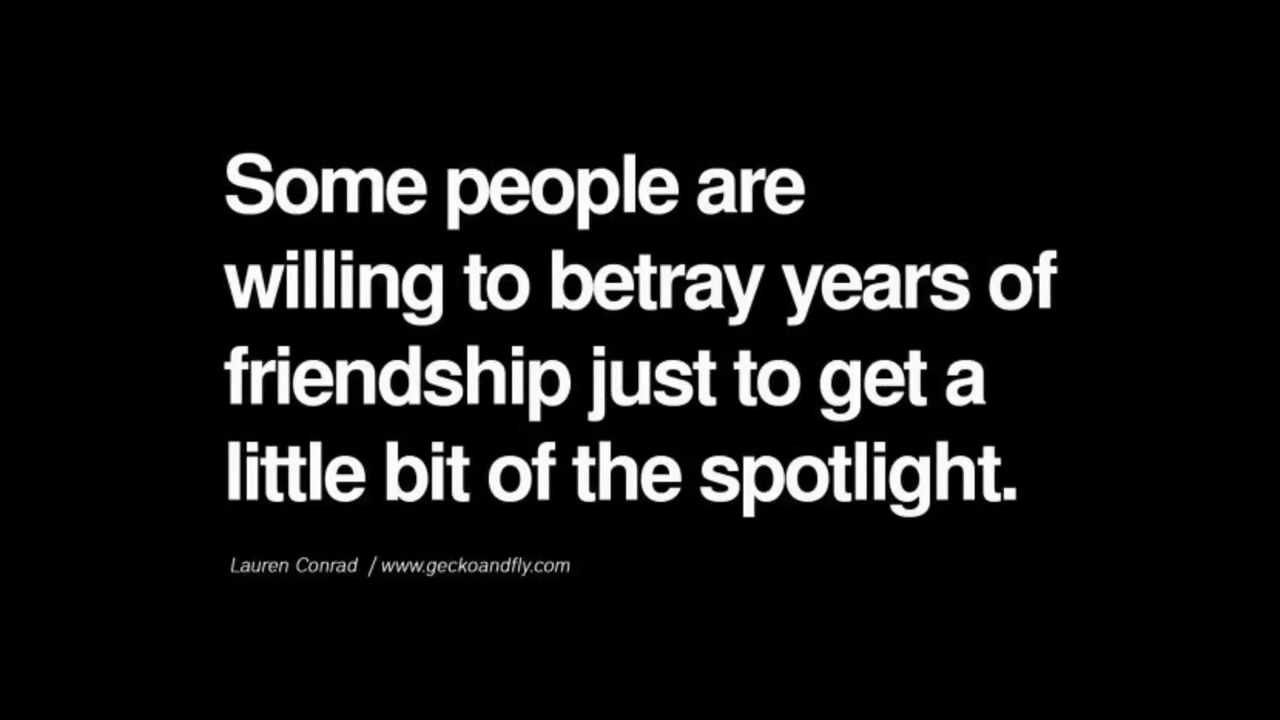 Some people are
willing to betray years of
friendship just to get a
little bit of the spotlight.
Lauren Conrad / www.geckoandfly.com